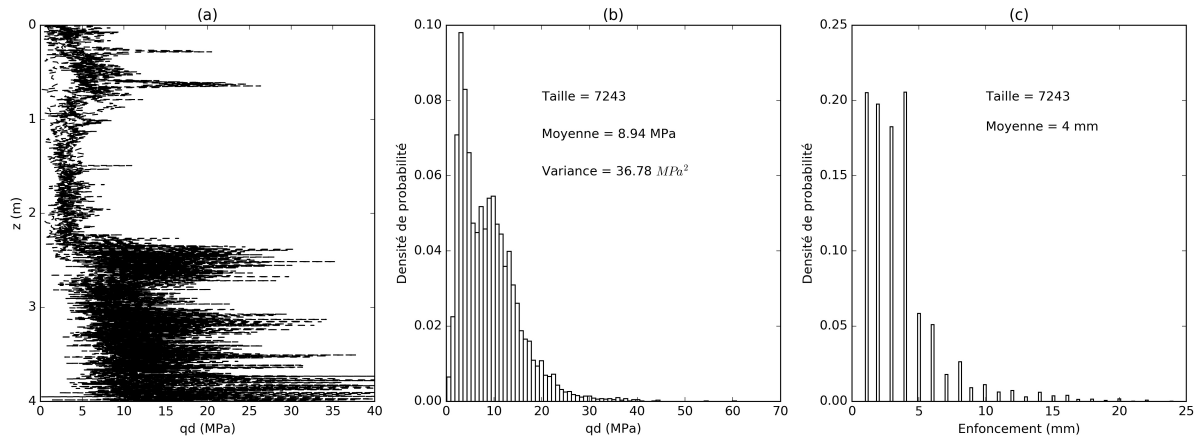 (a)
0
1
2
3
4
z (m)
0 5 10 15 20 25 30 35 40
qd (MPa)
(b)
0.10
0.08
0.06
0.04
0.02
0.00
Densité de probabilité
Taille = 7243
Moyenne = 8.94 MPa
Variance = 36.78 MPa²
0 10 20 30 40 50 60 70
qd (MPa)
(c)
0.25
0.20
0.15
0.10
0.05
0.00
Densité de probabilité
Taille = 7243
Moyenne = 4 mm
0 5 10 15 20 25
Enfoncement (mm)